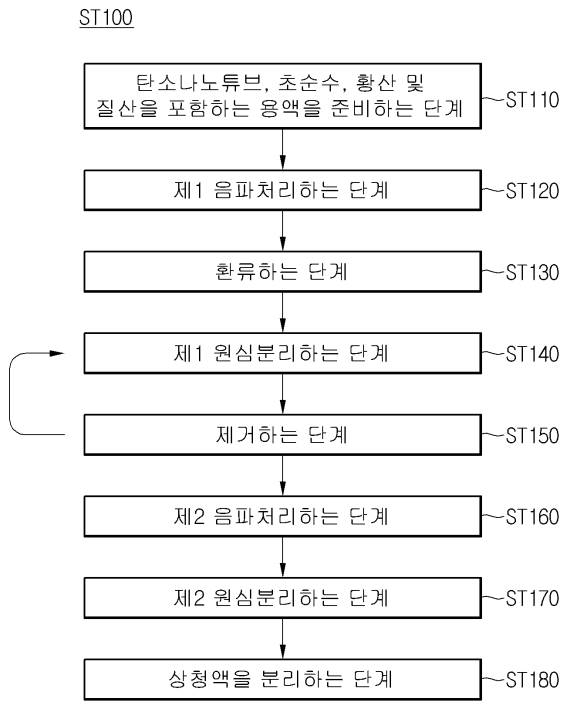 ST100
탄소나노튜브, 초순수, 황산 및
질산을 포함하는 용액을 준비하는 단계
ST110
제1 음파처리하는 단계
ST120
환류하는 단계
ST130
제1 원심분리하는 단계
ST140
제거하는 단계
ST150
제2 음파처리하는 단계
ST160
제2 원심분리하는 단계
ST170
상청액을 분리하는 단계
ST180